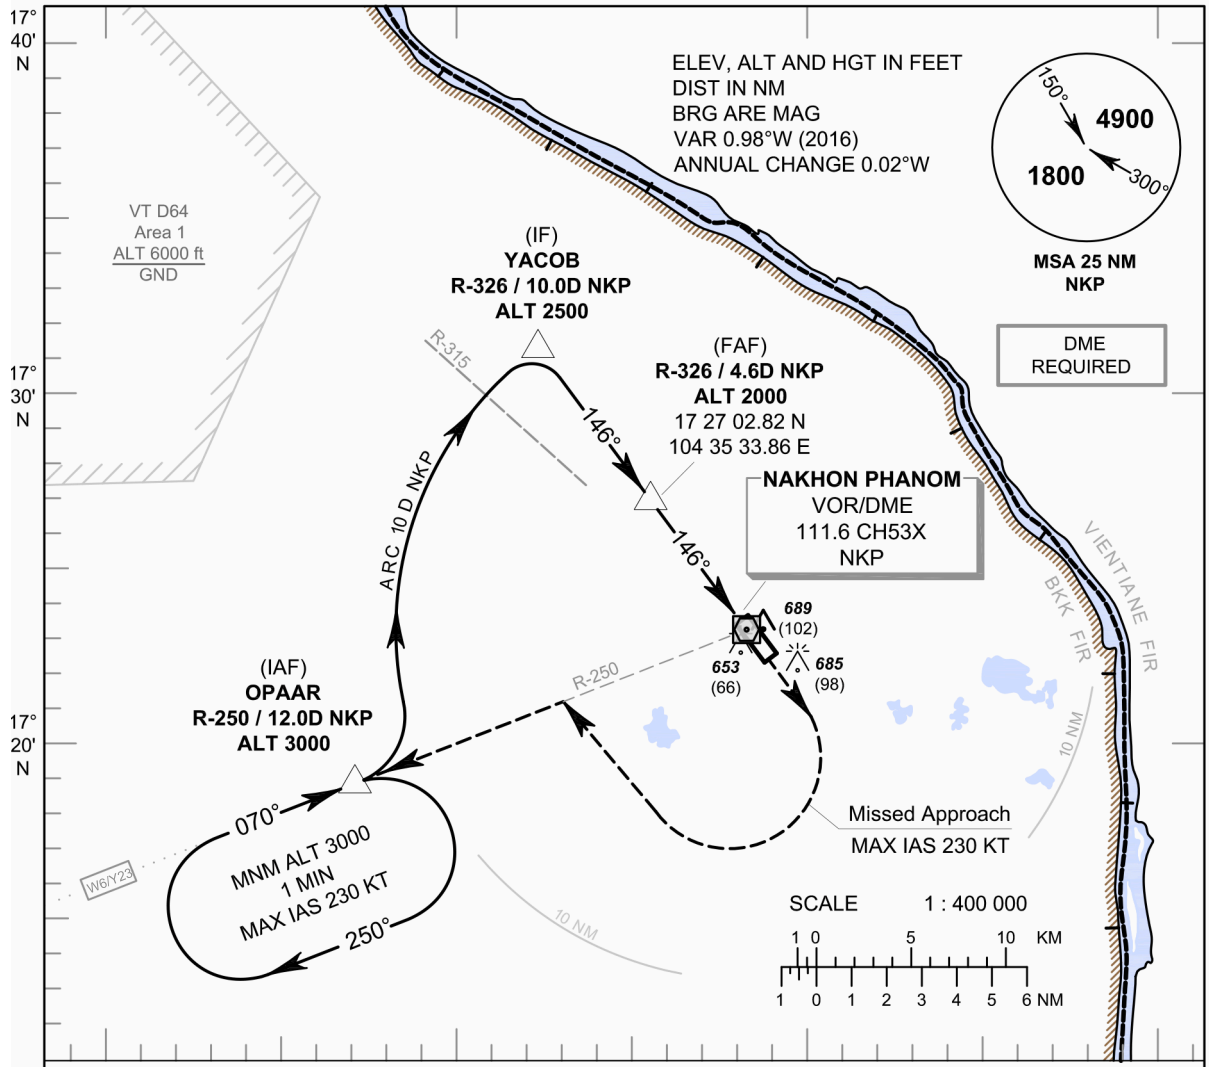 17°
40'
N
ELEV, ALT AND HGT IN FEET
DIST IN NM
BRG ARE MAG
VAR 0.98°W (2016)
ANNUAL CHANGE 0.02°W
150°
4900
1800
300°
MSA 25 NM
NKP
VT D64
Area 1
ALT 6000 ft
GND
(IF)
YACOB
R-326 / 10.0D NKP
ALT 2500
DME
REQUIRED
R-315
(FAF)
R-326 / 4.6D NKP
ALT 2000
17 27 02.82 N
104 35 33.86 E
17°
30'
N
146°
ARC 10 D NKP
NAKHON PHANOM
VOR/DME
111.6 CH53X
NKP
146°
VIENTIANE FIR
BKK FIR
689
(102)
653
(66)
685
(98)
R-250
(IAF)
OPAAR
R-250 / 12.0D NKP
ALT 3000
17°
20'
N
10 NM
070°
MNM ALT 3000
1 MIN
MAX IAS 230 KT
250°
W6/Y23
Missed Approach
MAX IAS 230 KT
10 NM
SCALE 1 : 400 000
1 0 5 10 KM
1 0 1 2 3 4 5 6 NM